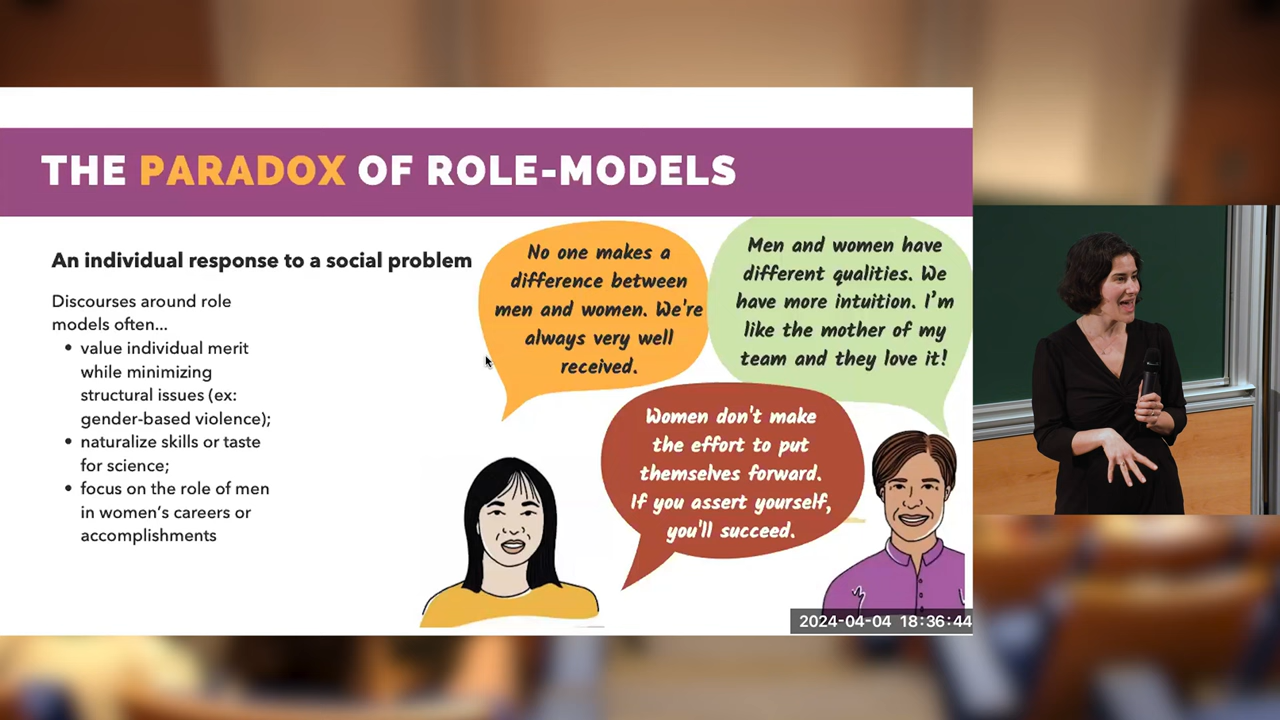 THE PARADOX OF ROLE-MODELS
An individual response to a social problem
Discourses around role
models often...
• value individual merit
while minimizing
structural issues (ex:
gender-based violence);
• naturalize skills or taste
for science;
• focus on the role of men
in women's careers or
accomplishments
No one makes a
difference between
men and women. We're
always very well
received.
Men and women have
different qualities. We
have more intuition. I'm
like the mother of my
team and they love it!
Women don't make
the effort to put
themselves forward.
If you assert yourself,
you'll succeed.
2024-04-04 18:36:44